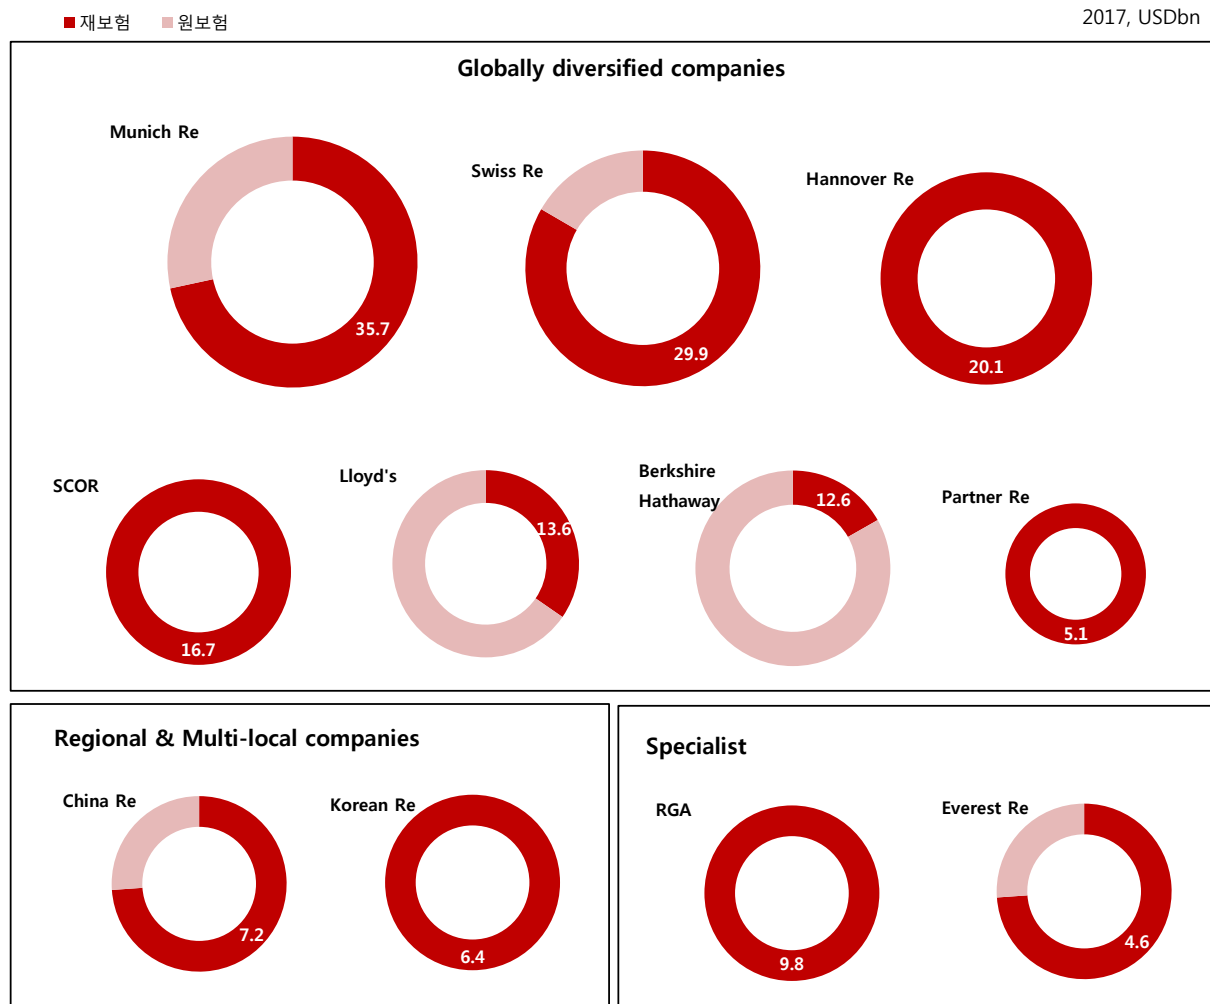 재보험 원보험
2017, USDbn
Globally diversified companies
Munich Re
35.7
Swiss Re
29.9
Hannover Re
20.1
SCOR
16.7
Lloyd's
13.6
Berkshire
Hathaway
12.6
Partner Re
5.1
Regional & Multi-local companies
China Re
7.2
Korean Re
6.4
Specialist
RGA
9.8
Everest Re
4.6